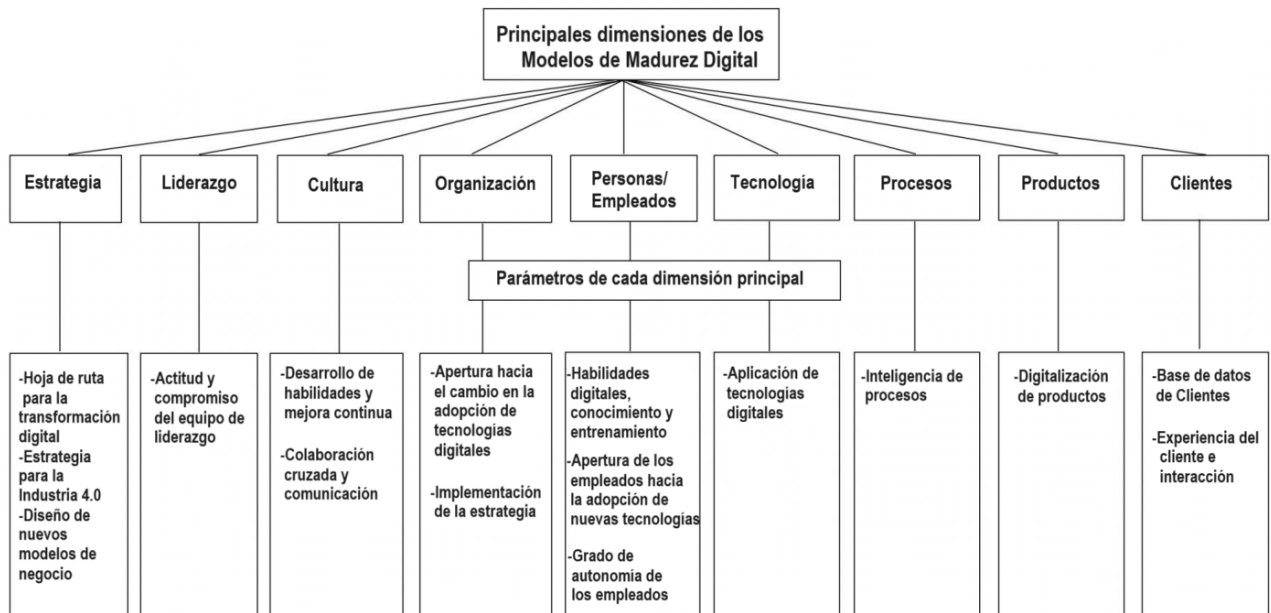 Principales dimensiones de los
Modelos de Madurez Digital
Estrategia
Liderazgo
Cultura
Organización
Personas/
Empleados
Tecnología
Procesos
Productos
Clientes
Parámetros de cada dimensión principal
-Hoja de ruta
para la
transformación
digital
-Estrategia
para la
Industria 4.0
-Diseño de
nuevos
modelos de
negocio
-Actitud y
compromiso
del equipo de
liderazgo
-Desarrollo de
habilidades y
mejora continua
-Colaboración
cruzada y
comunicación
-Apertura hacia
el cambio en la
adopción de
tecnologías
digitales
-Implementación
de la estrategia
-Habilidades
digitales,
conocimiento y
entrenamiento
-Apertura de los
empleados hacia
la adopción de
nuevas tecnologías
-Grado de
autonomía de
los empleados
-Aplicación de
tecnologías
digitales
-Inteligencia de
procesos
-Digitalización
de productos
-Base de datos
de Clientes
-Experiencia del
cliente e
interacción